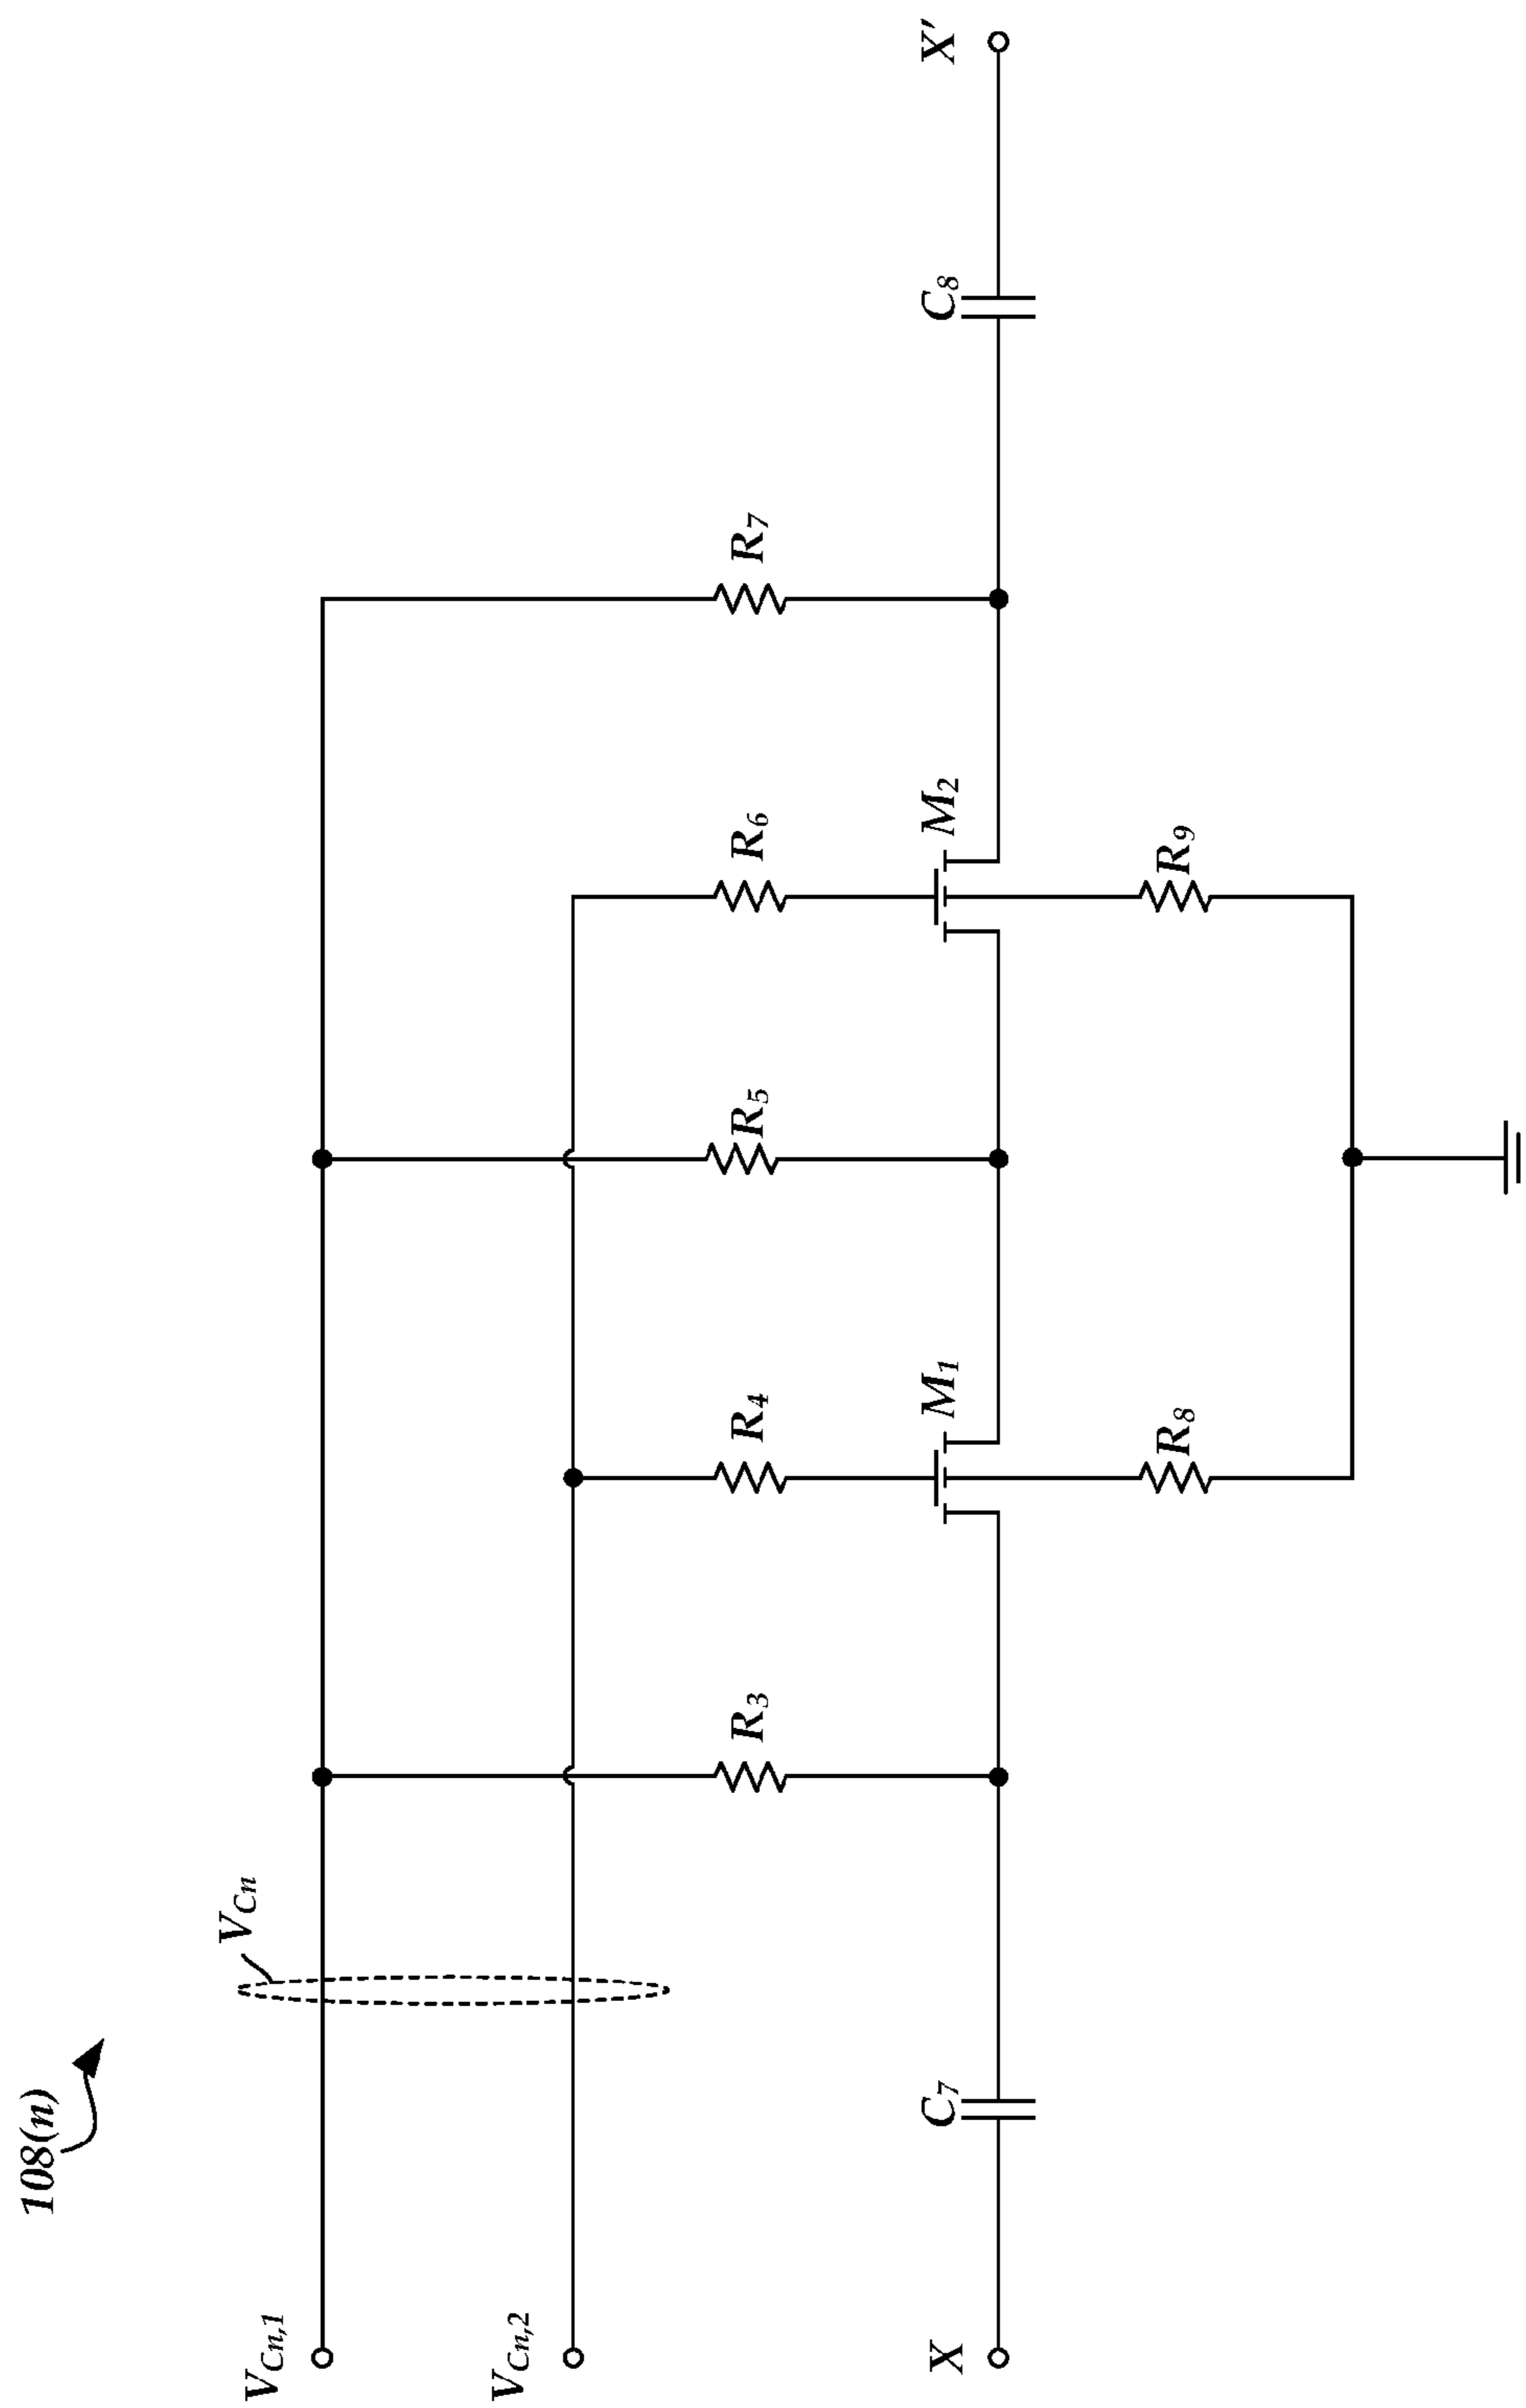 108(n)
V_{Cn}
V_{Cn,1}
V_{Cn,2}
R_3
R_4
R_5
R_6
R_7
X
C_7
M_1
M_2
C_8
X'
R_8
R_9